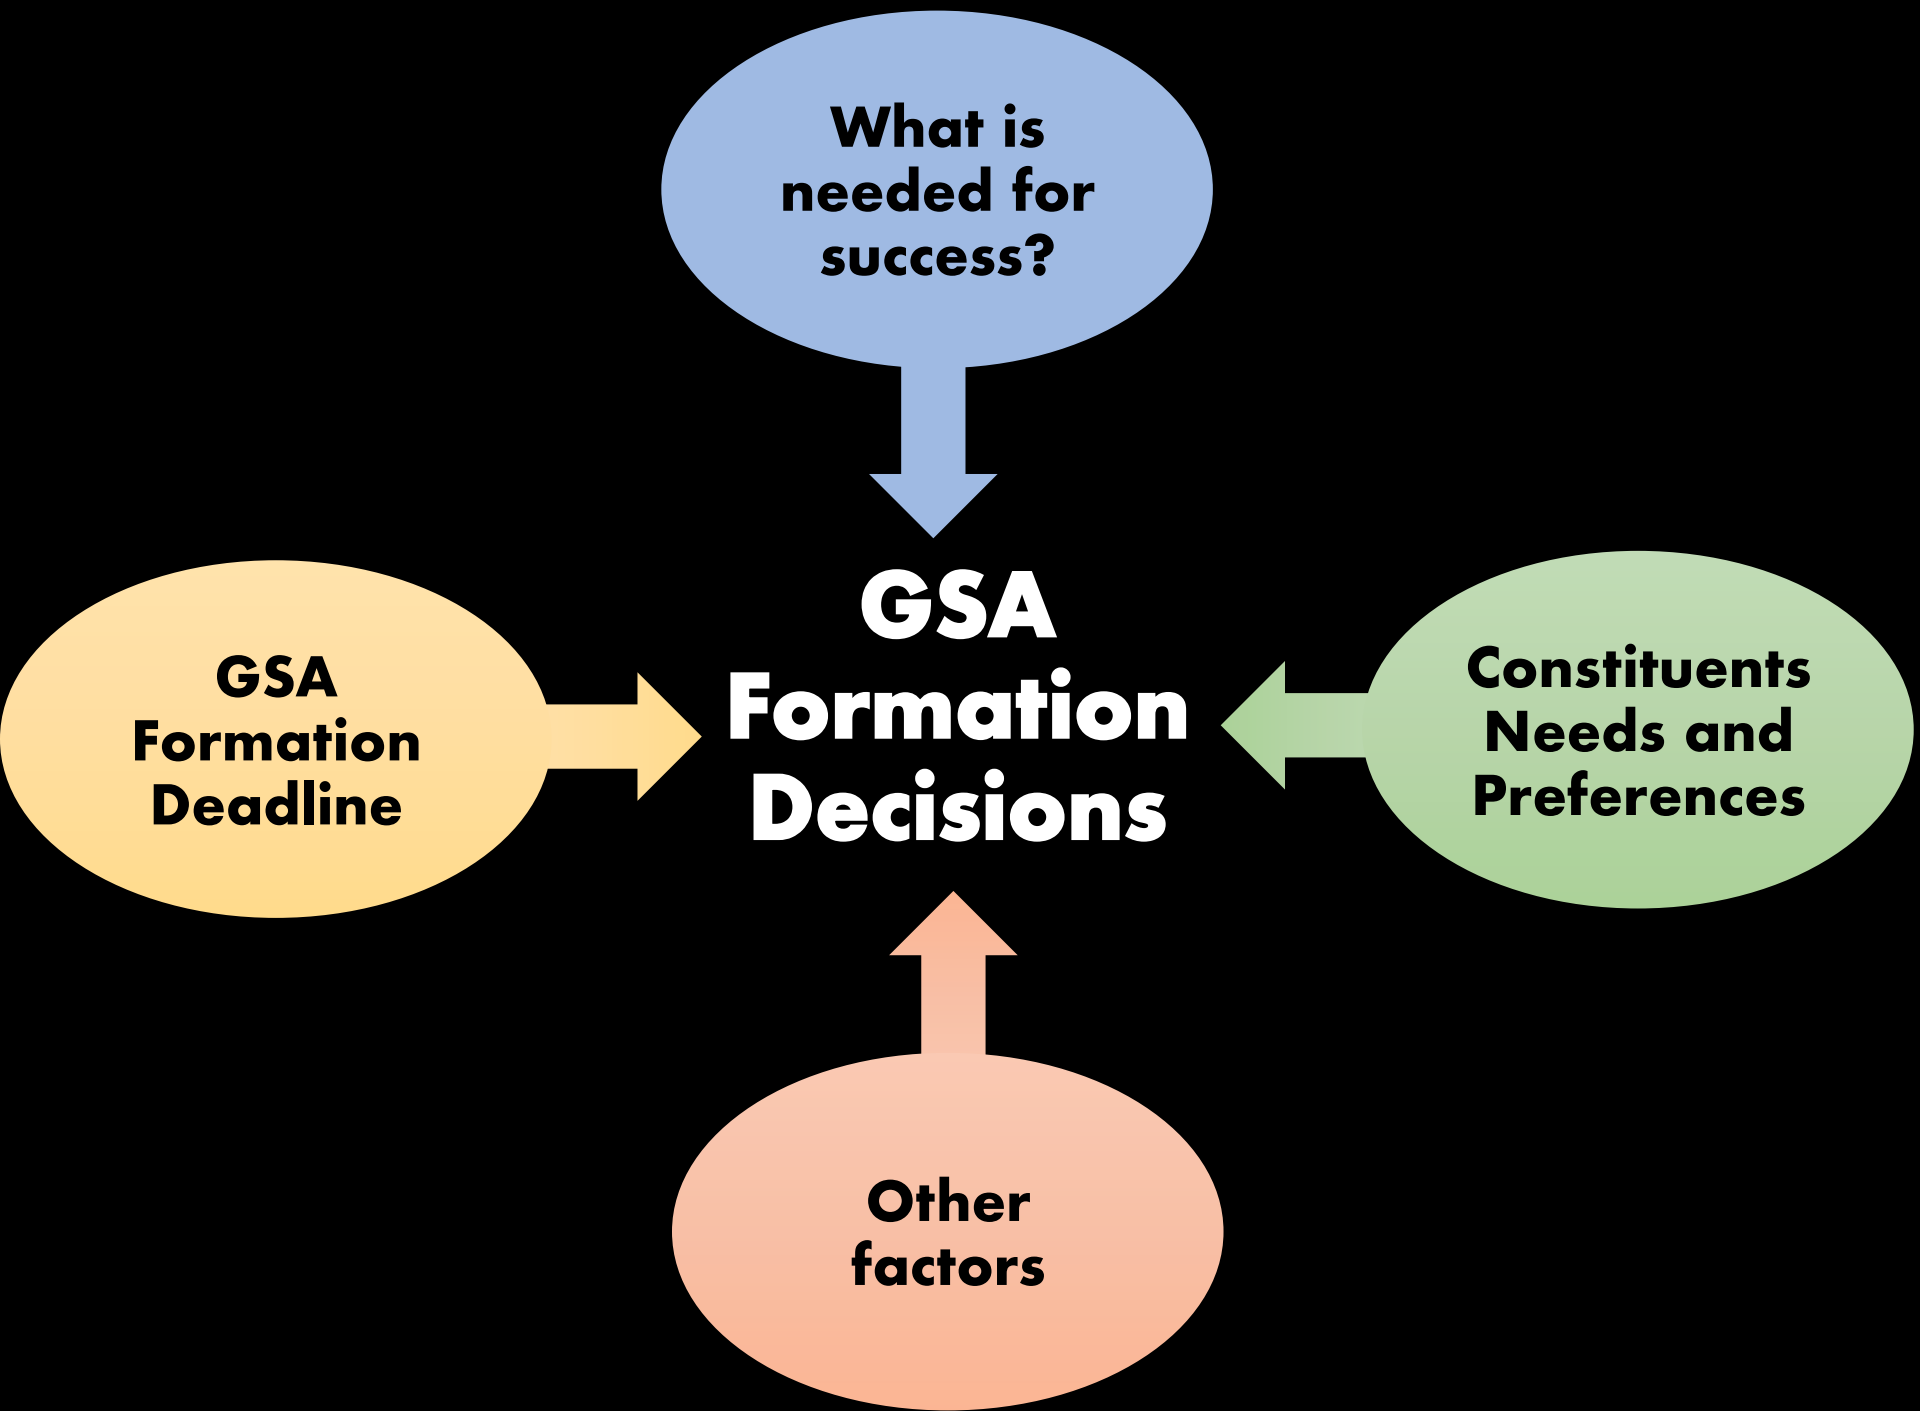 What is
needed for
success?
GSA
Formation
Decisions
GSA
Formation
Deadline
Constituents
Needs and
Preferences
Other
factors